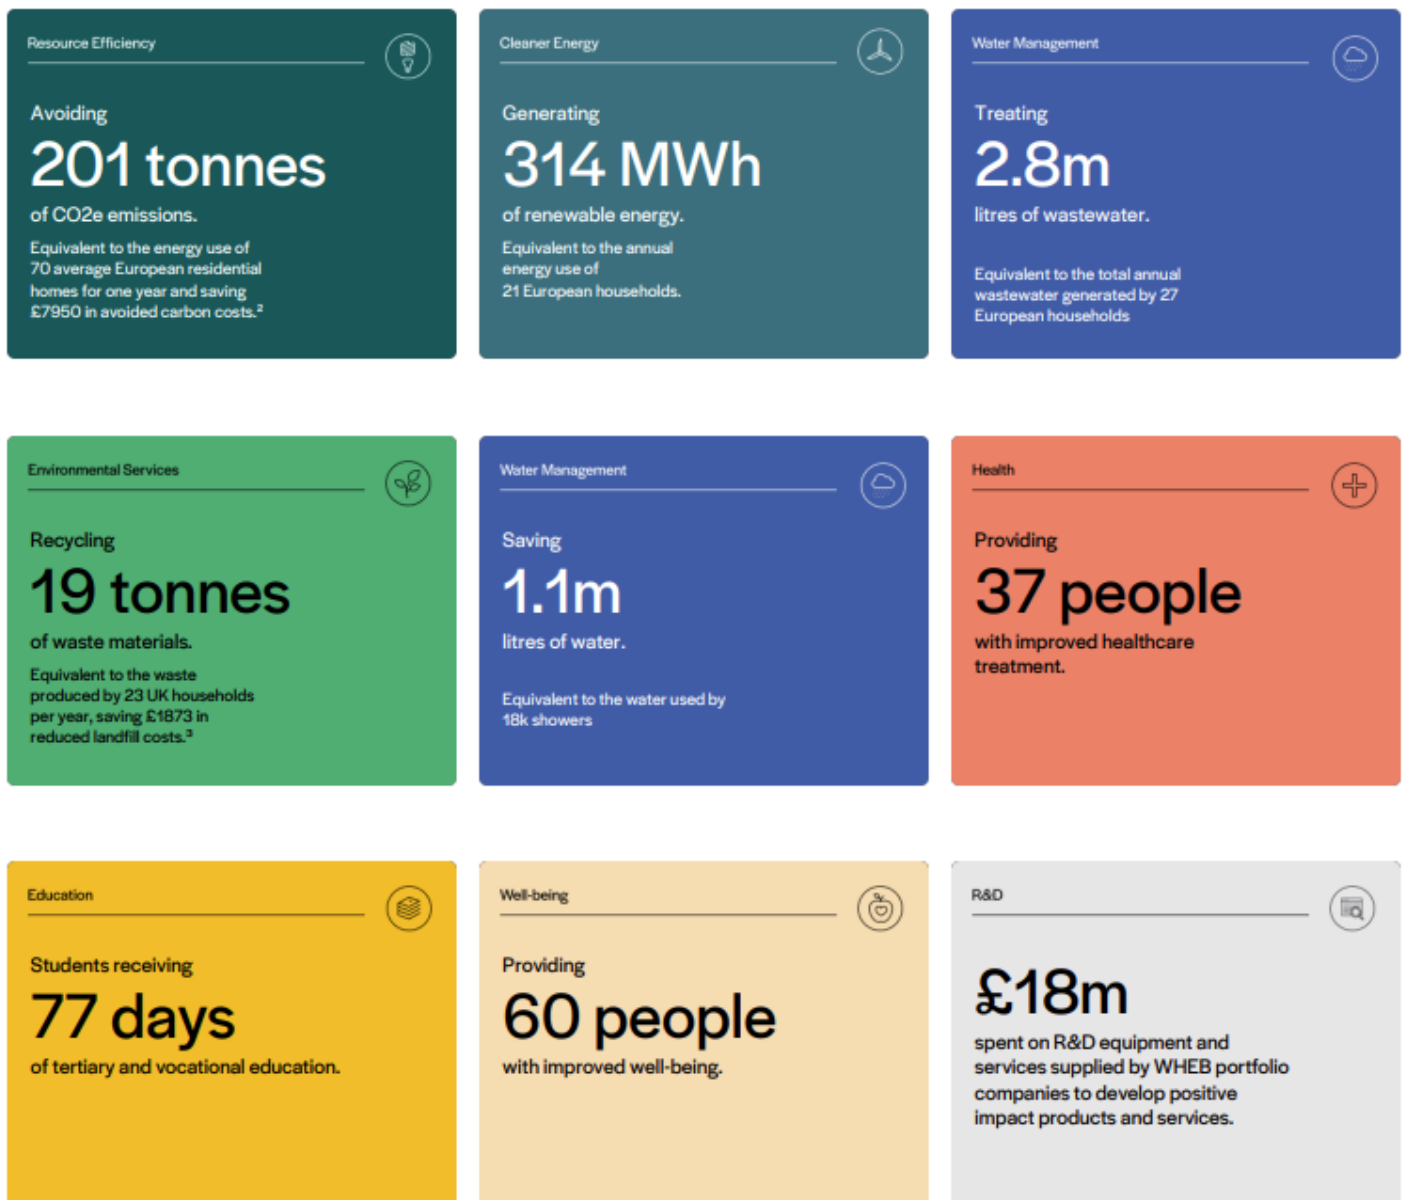 Resource Efficiency
Avoiding
201 tonnes
of CO2e emissions.
Equivalent to the energy use of
70 average European residential
homes for one year and saving
£7950 in avoided carbon costs.²
Cleaner Energy
Generating
314 MWh
of renewable energy.
Equivalent to the annual
energy use of
21 European households.
Water Management
Treating
2.8m
litres of wastewater.
Equivalent to the total annual
wastewater generated by 27
European households
Environmental Services
Recycling
19 tonnes
of waste materials.
Equivalent to the waste
produced by 23 UK households
per year, saving £1873 in
reduced landfill costs.³
Water Management
Saving
1.1m
litres of water.
Equivalent to the water used by
18k showers
Health
Providing
37 people
with improved healthcare
treatment.
Education
Students receiving
77 days
of tertiary and vocational education.
Well-being
Providing
60 people
with improved well-being.
R&D
£18m
spent on R&D equipment and
services supplied by WHEB portfolio
companies to develop positive
impact products and services.